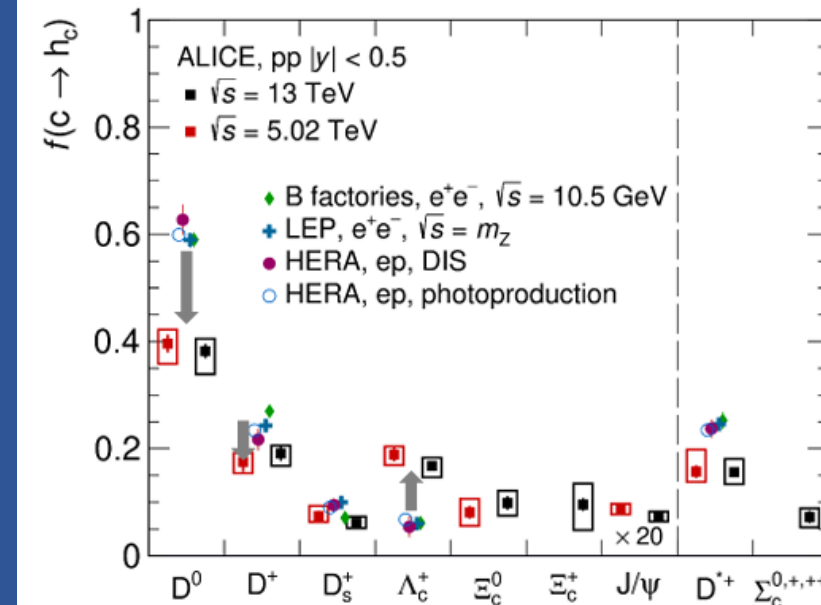 f(c → h_c)
1
0.8
0.6
0.4
0.2
0
ALICE, pp |y| < 0.5
√s = 13 TeV
√s = 5.02 TeV
B factories, e⁺e⁻, √s = 10.5 GeV
LEP, e⁺e⁻, √s = m_Z
HERA, ep, DIS
HERA, ep, photoproduction
× 20
D⁰ D⁺ D_s⁺ Λ_c⁺ Ξ_c⁰ Ξ_c⁺ J/ψ D*⁺ Σ_c⁰,⁺,⁺⁺